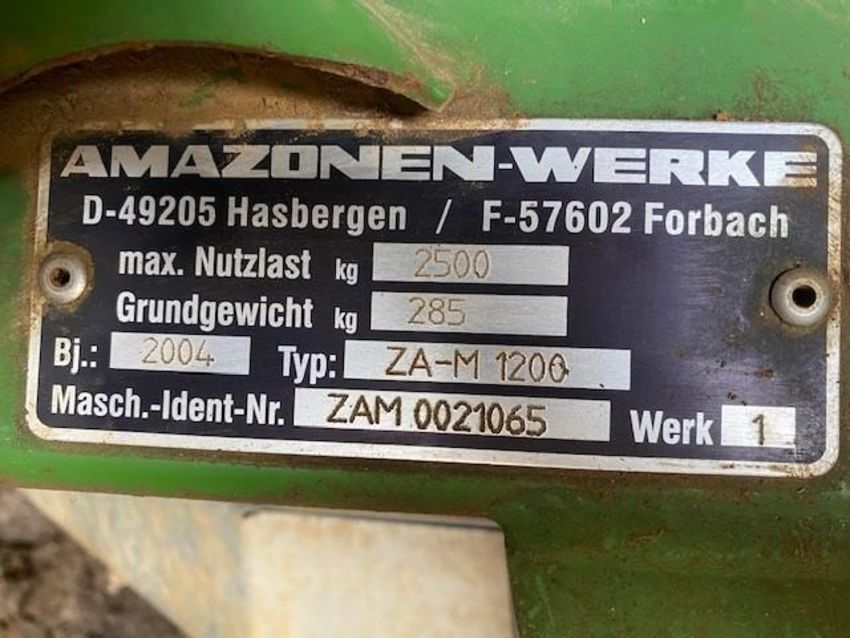 AMAZONEN-WERKE
D-49205 Hasbergen / F-57602 Forbach
max. Nutzlast kg 2500
Grundgewicht kg 285
Bj.: 2004 Typ: ZA-M 1200
Masch.-Ident-Nr. ZAM 0021065 Werk 1